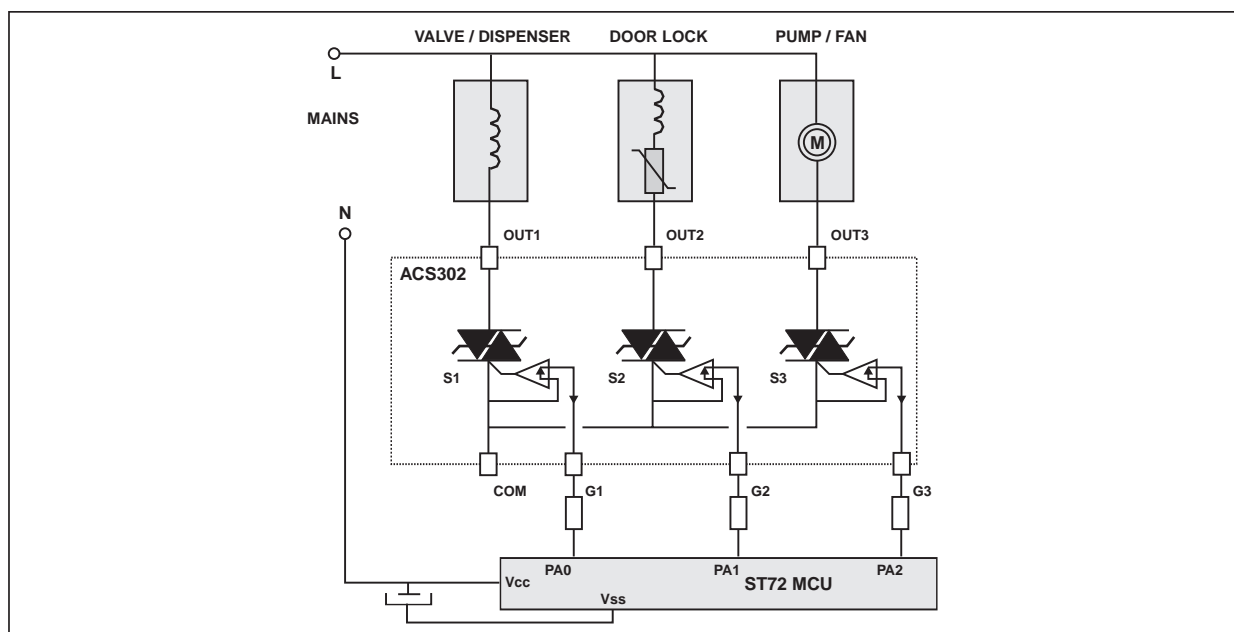 VALVE / DISPENSER DOOR LOCK PUMP / FAN
L
MAINS
M
N
OUT1 OUT2 OUT3
ACS302
S1 S2 S3
COM G1 G2 G3
PA0 PA1 PA2
Vcc ST72 MCU
Vss